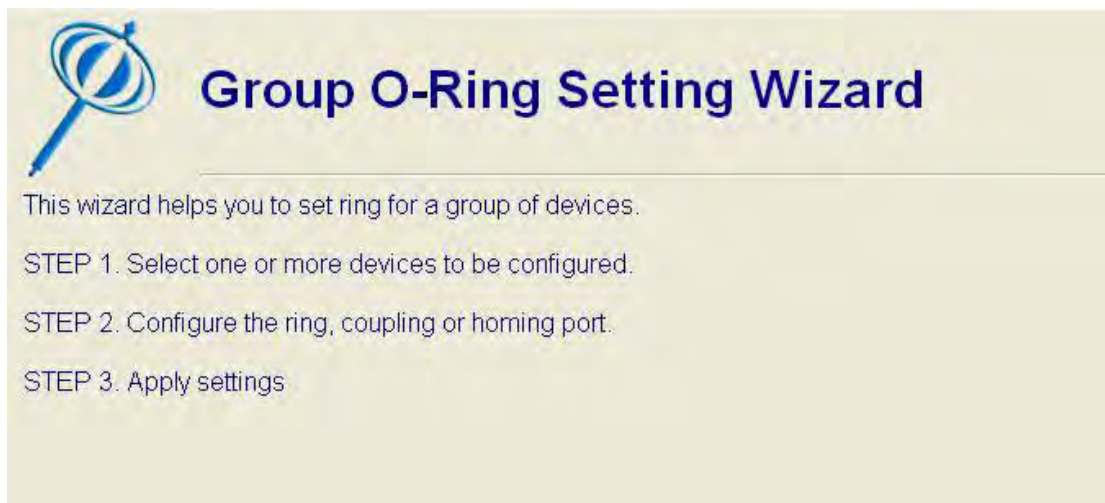 Group O-Ring Setting Wizard
This wizard helps you to set ring for a group of devices.
STEP 1. Select one or more devices to be configured.
STEP 2. Configure the ring, coupling or homing port.
STEP 3. Apply settings